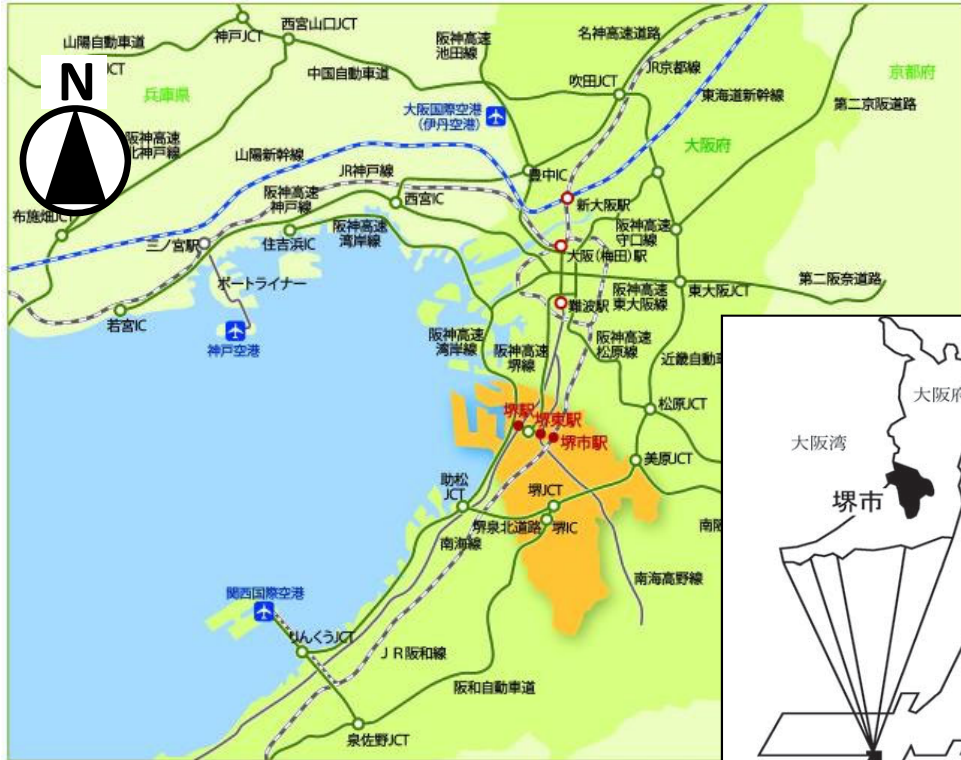 山陽自動車道
神戸JCT
西宮山口JCT
阪神高速
池田線
名神高速道路
JCT
中国自動車道
吹田JCT
JR京都線
京都府
N
兵庫県
大阪国際空港
(伊丹空港)
東海道新幹線
第二京阪道路
阪神高速
北神戸線
山陽新幹線
JR神戸線
豊中IC
大阪府
阪神高速
神戸線
西宮IC
新大阪駅
布施畑JCT
三ノ宮駅
住吉浜IC
阪神高速
湾岸線
大阪(梅田)駅
阪神高速
守口線
ポートライナー
第二阪奈道路
東大阪JCT
阪神高速
東大阪線
難波駅
若宮IC
神戸空港
阪神高速
湾岸線
阪神高速
堺線
阪神高速
松原線
近畿自動車
松原JCT
堺駅
堺東駅
堺市駅
美原JCT
助松
JCT
堺JCT
堺泉北道路
堺IC
南阪
南海線
南海高野線
関西国際空港
りんくうJCT
JR阪和線
阪和自動車道
泉佐野JCT
大阪府
大阪湾
堺市